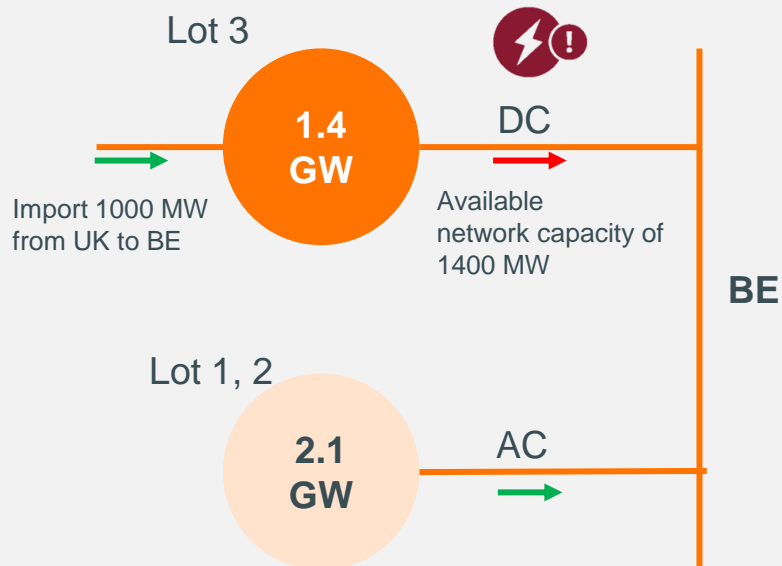 Lot 3
1.4
GW
DC
Import 1000 MW
from UK to BE
Available
network capacity of
1400 MW
BE
Lot 1, 2
2.1
GW
AC